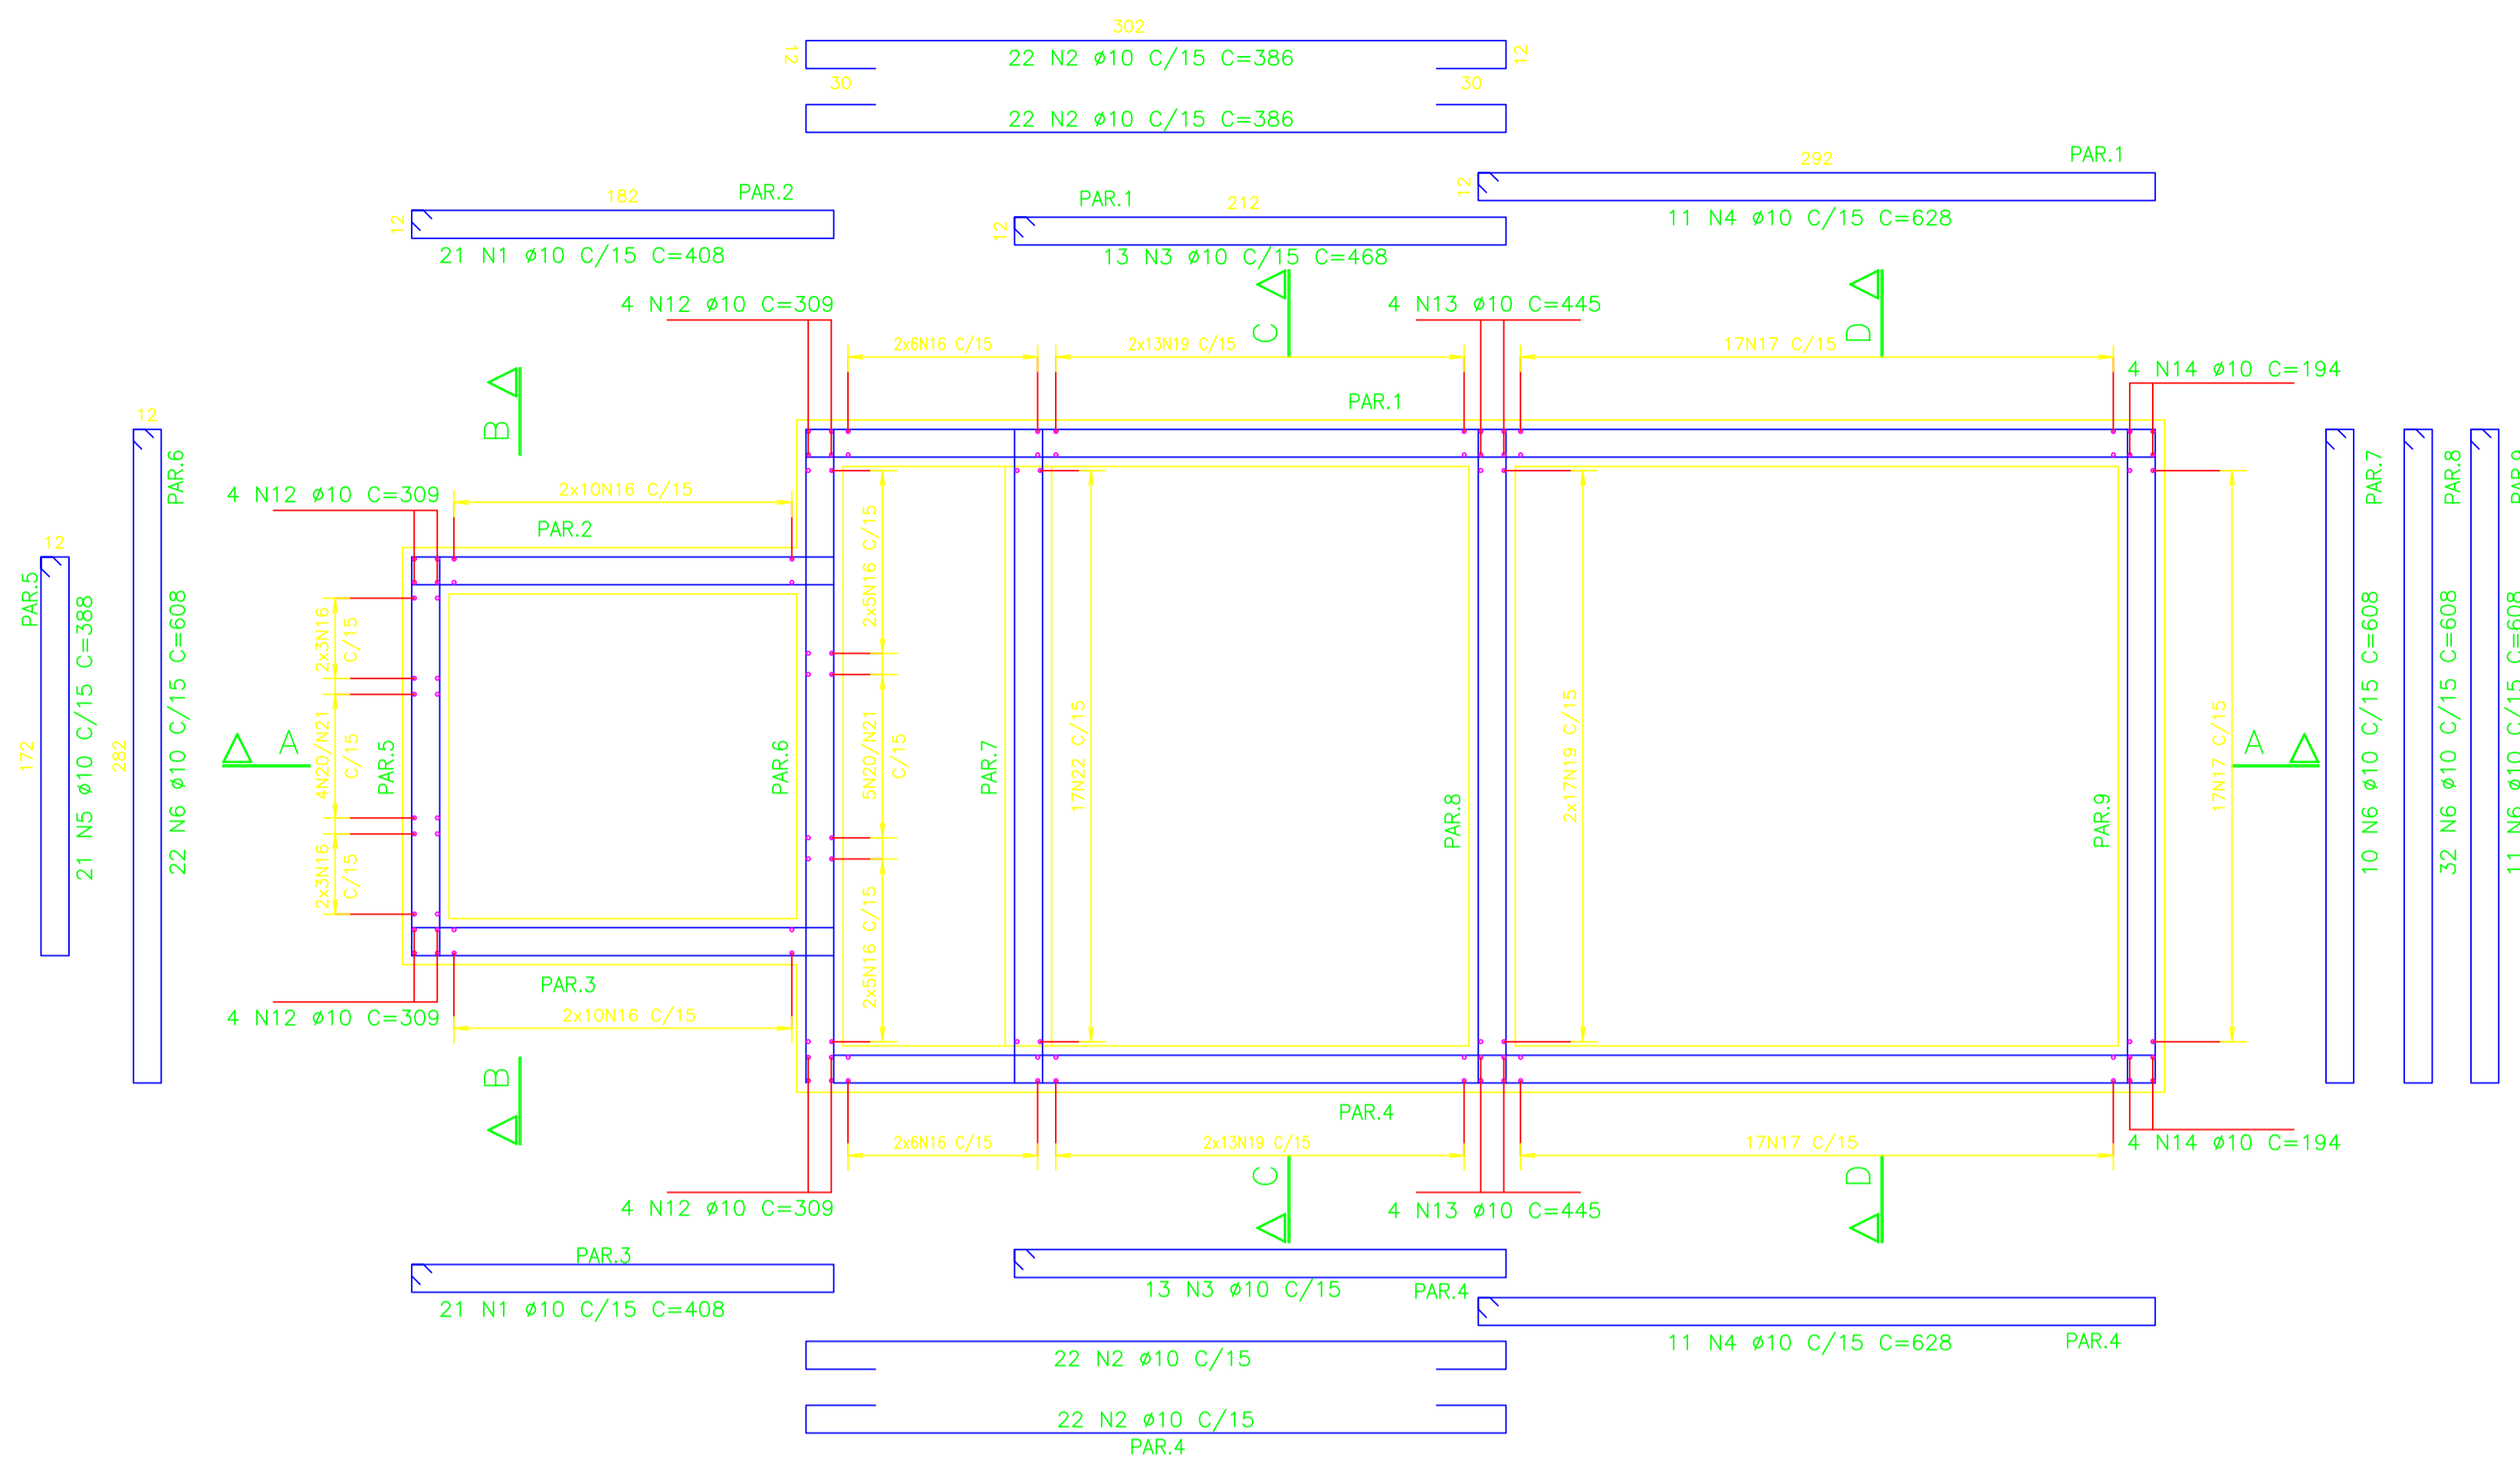 302
12
22 N2 ø10 C/15 C=386
12
30
30
22 N2 ø10 C/15 C=386
PAR.1
292
12
11 N4 ø10 C/15 C=628
182
PAR.2
12
21 N1 ø10 C/15 C=408
PAR.1
212
12
13 N3 ø10 C/15 C=468
4 N12 ø10 C=309
C
4 N13 ø10 C=445
D
2x6N16 C/15
2x13N19 C/15
17N17 C/15
4 N14 ø10 C=194
B
PAR.1
12
PAR.6
282
22 N6 ø10 C/15 C=608
4 N12 ø10 C=309
2x10N16 C/15
PAR.2
12
PAR.5
172
21 N5 ø10 C/15 C=388
2x3N16
C/15
4N20/N21
C/15
2x3N16
C/15
A
PAR.5
PAR.6
2x5N16 C/15
5N20/N21
C/15
2x5N16 C/15
PAR.7
17N22 C/15
PAR.8
2x17N19 C/15
PAR.9
17N17 C/15
A
PAR.7
10 N6 ø10 C/15 C=608
PAR.8
32 N6 ø10 C/15 C=608
PAR.9
11 N6 ø10 C/15 C=608
PAR.3
4 N12 ø10 C=309
2x10N16 C/15
B
PAR.4
2x6N16 C/15
2x13N19 C/15
17N17 C/15
4 N14 ø10 C=194
C
D
4 N12 ø10 C=309
4 N13 ø10 C=445
PAR.3
21 N1 ø10 C/15 C=408
13 N3 ø10 C/15
PAR.4
11 N4 ø10 C/15 C=628
PAR.4
22 N2 ø10 C/15
22 N2 ø10 C/15
PAR.4